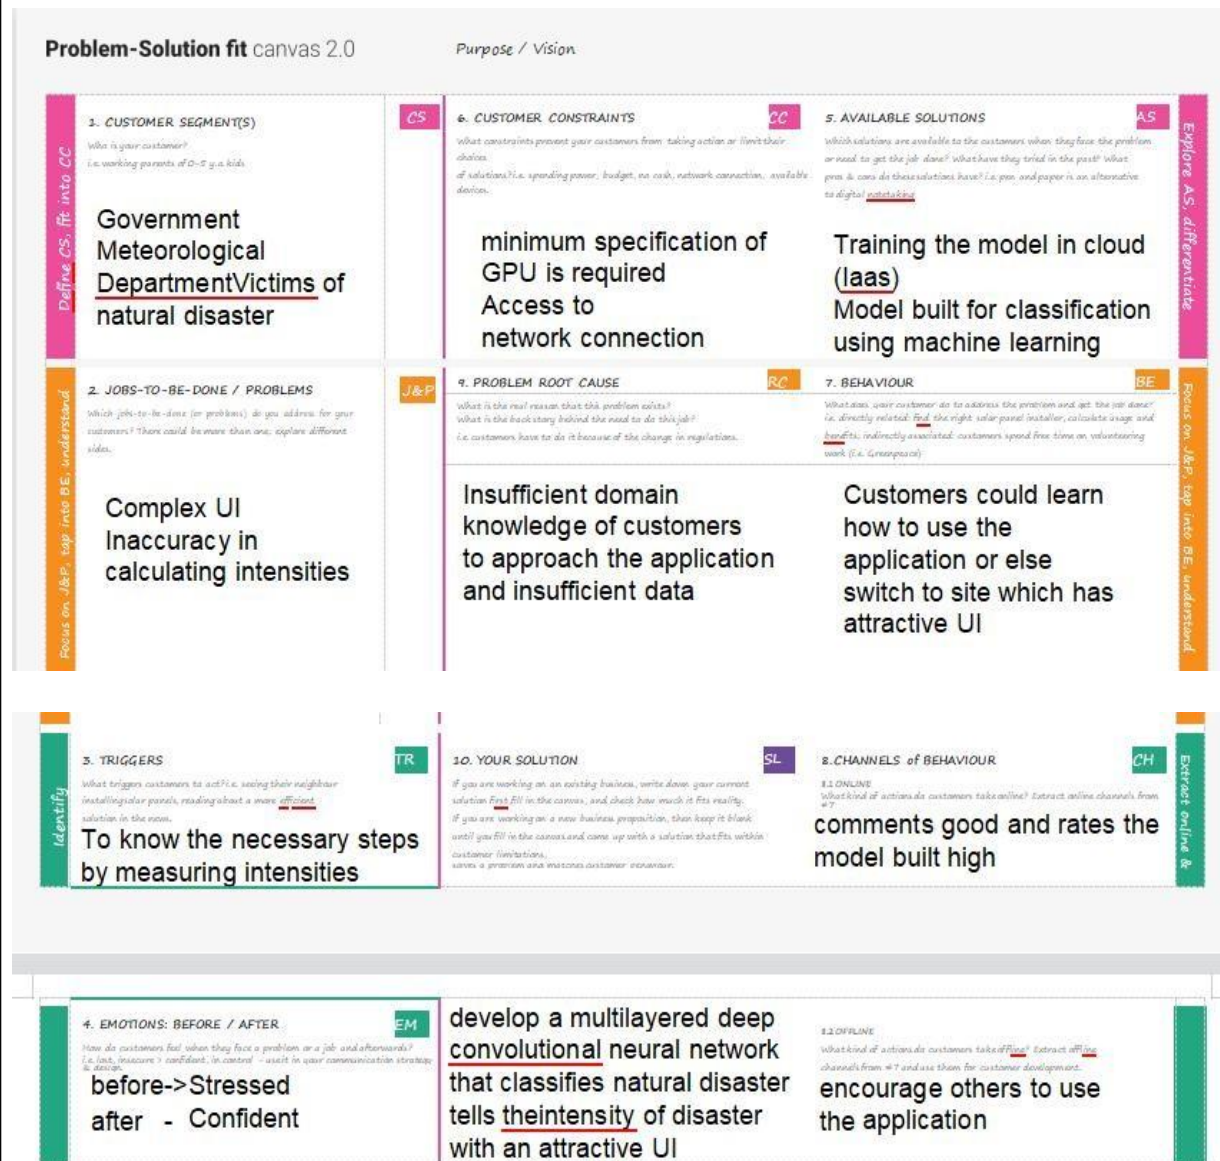 Problem-Solution fit canvas 2.0
Purpose / Vision
Define CS, fit into CC
1. CUSTOMER SEGMENT(S)
CS
Who is your customer?
i.e. working parents of 0-5 y.o. kids
Government
Meteorological
DepartmentVictims of
natural disaster
6. CUSTOMER CONSTRAINTS
CC
What constraints prevent your customers from taking action or limit their
choices
of solutions? i.e. spending power, budget, no cash, network connection, available
devices.
minimum specification of
GPU is required
Access to
network connection
5. AVAILABLE SOLUTIONS
AS
Which solutions are available to the customers when they face the problem
or need to get the job done? What have they tried in the past? What
pros & cons do these solutions have? i.e. pen and paper is an alternative
to digital notetaking
Training the model in cloud
(Iaas)
Model built for classification
using machine learning
Explore AS, differentiate
Focus on J&P, tap into BE, understand
2. JOBS-TO-BE-DONE / PROBLEMS
J&P
Which jobs-to-be-done (or problems) do you address for your
customers? There could be more than one; explore different
sides.
Complex UI
Inaccuracy in
calculating intensities
9. PROBLEM ROOT CAUSE
RC
What is the real reason that this problem exists?
What is the back story behind the need to do this job?
i.e. customers have to do it because of the change in regulations.
Insufficient domain
knowledge of customers
to approach the application
and insufficient data
7. BEHAVIOUR
BE
What does your customer do to address the problem and get the job done?
i.e. directly related: find the right solar panel installer, calculate usage and
benefits; indirectly associated: customers spend free time on volunteering
work (i.e. Greenpeace)
Customers could learn
how to use the
application or else
switch to site which has
attractive UI
Focus on J&P, tap into BE, understand
Identify
3. TRIGGERS
TR
What triggers customers to act? i.e. seeing their neighbour
installing solar panels, reading about a more efficient
solution in the news.
To know the necessary steps
by measuring intensities
10. YOUR SOLUTION
SL
If you are working on an existing business, write down your current
solution first, fill in the canvas, and check how much it fits reality.
If you are working on a new business proposition, then keep it blank
until you fill in the canvas and come up with a solution that fits within
customer limitations,
solves a problem and matches customer behaviour.
8.CHANNELS of BEHAVIOUR
CH
8.1 ONLINE
What kind of actions do customers take online? Extract online channels from
#7
comments good and rates the
model built high
Extract online &
4. EMOTIONS: BEFORE / AFTER
EM
How do customers feel when they face a problem or a job and afterwards?
i.e. lost, insecure > confident, in control - use it in your communication strategy
& design.
before->Stressed
after - Confident
develop a multilayered deep
convolutional neural network
that classifies natural disaster
tells theintensity of disaster
with an attractive UI
8.2 OFFLINE
What kind of actions do customers take offline? Extract offline
channels from #7 and use them for customer development.
encourage others to use
the application